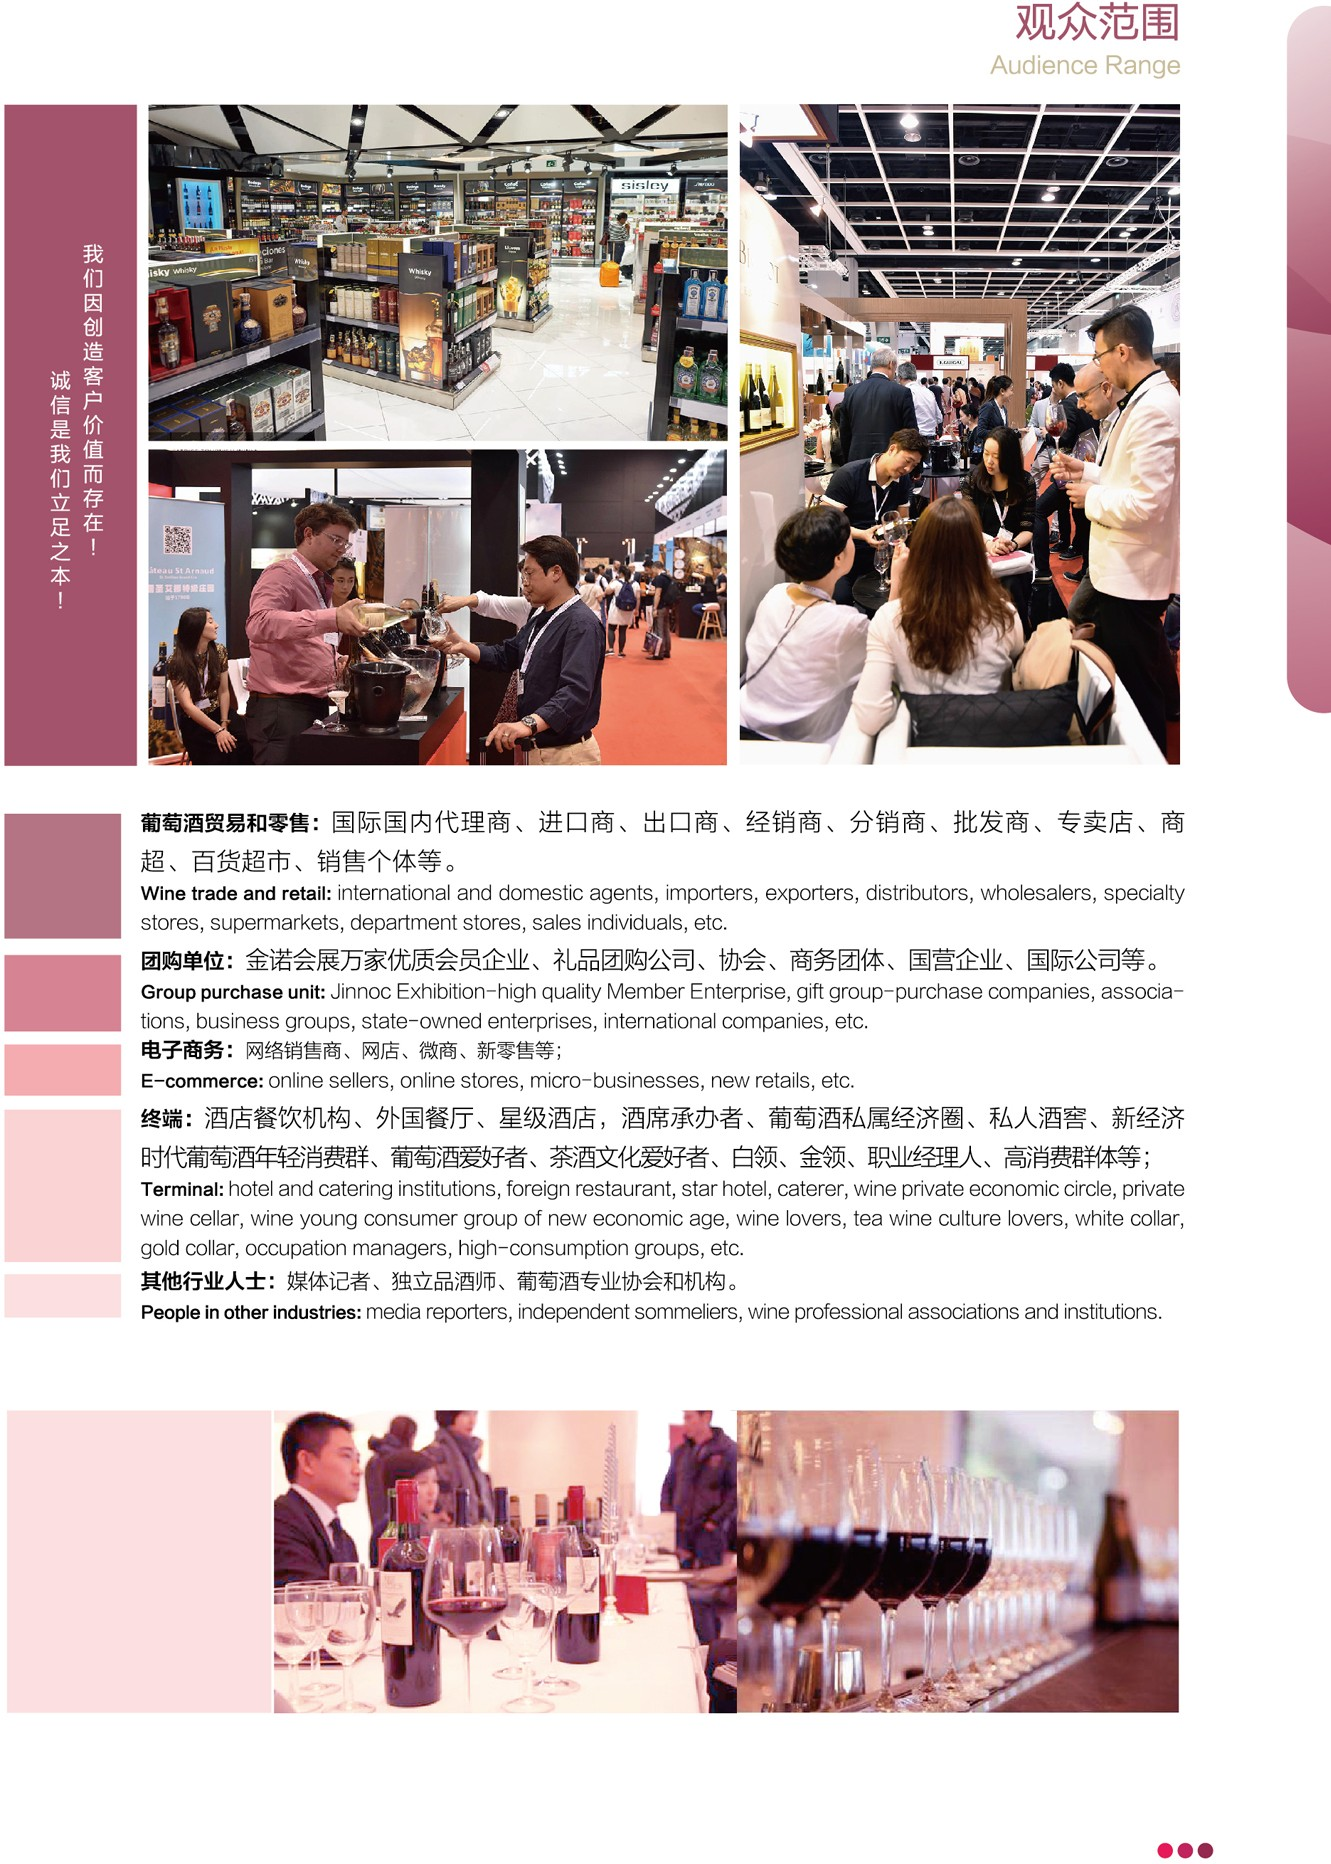 观众范围
Audience Range
我们因创造客户价值而存在！
诚信是我们立足之本！
sisley
Whisky
Whisky
Château St Arnaud
葡萄酒贸易和零售：国际国内代理商、进口商、出口商、经销商、分销商、批发商、专卖店、商
超、百货超市、销售个体等。
Wine trade and retail: international and domestic agents, importers, exporters, distributors, wholesalers, specialty
stores, supermarkets, department stores, sales individuals, etc.
团购单位：金诺会展万家优质会员企业、礼品团购公司、协会、商务团体、国营企业、国际公司等。
Group purchase unit: Jinnoc Exhibition-high quality Member Enterprise, gift group-purchase companies, associa-
tions, business groups, state-owned enterprises, international companies, etc.
电子商务：网络销售商、网店、微商、新零售等；
E-commerce: online sellers, online stores, micro-businesses, new retails, etc.
终端：酒店餐饮机构、外国餐厅、星级酒店，酒席承办者、葡萄酒私属经济圈、私人酒窖、新经济
时代葡萄酒年轻消费群、葡萄酒爱好者、茶酒文化爱好者、白领、金领、职业经理人、高消费群体等；
Terminal: hotel and catering institutions, foreign restaurant, star hotel, caterer, wine private economic circle, private
wine cellar, wine young consumer group of new economic age, wine lovers, tea wine culture lovers, white collar,
gold collar, occupation managers, high-consumption groups, etc.
其他行业人士：媒体记者、独立品酒师、葡萄酒专业协会和机构。
People in other industries: media reporters, independent sommeliers, wine professional associations and institutions.